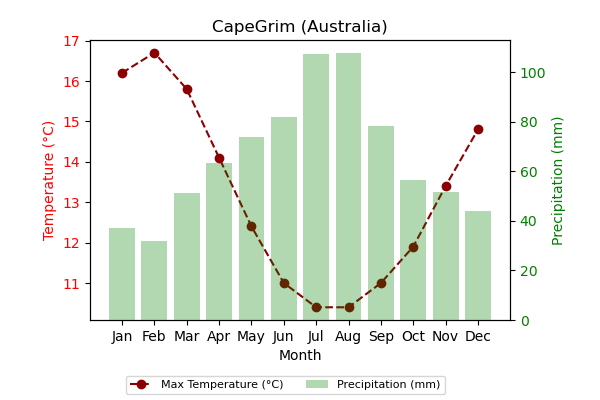 CapeGrim (Australia)
17
16
15
14
13
12
11
Temperature (°C)
100
80
60
40
20
0
Precipitation (mm)
Jan Feb Mar Apr May Jun Jul Aug Sep Oct Nov Dec
Month
Max Temperature (°C) Precipitation (mm)